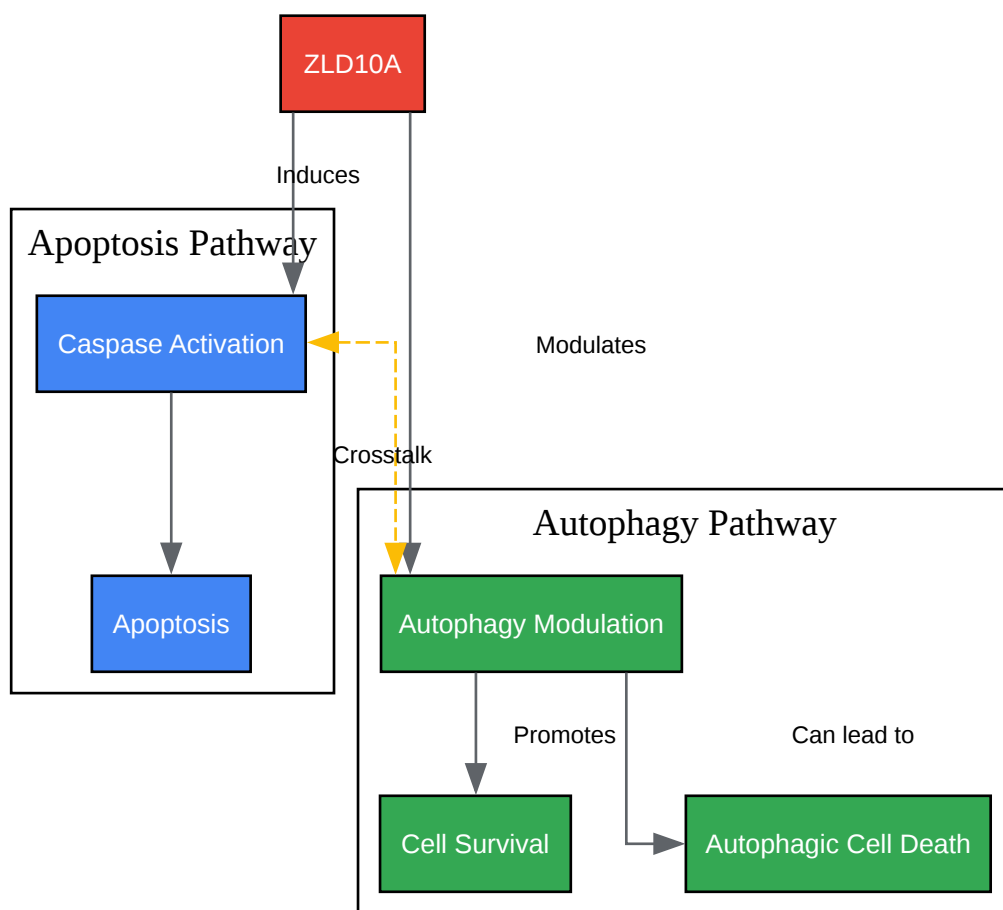 ZLD10A
Induces
Apoptosis Pathway
Caspase Activation
Modulates
Crosstalk
Autophagy Pathway
Apoptosis
Autophagy Modulation
Promotes
Can lead to
Cell Survival
Autophagic Cell Death